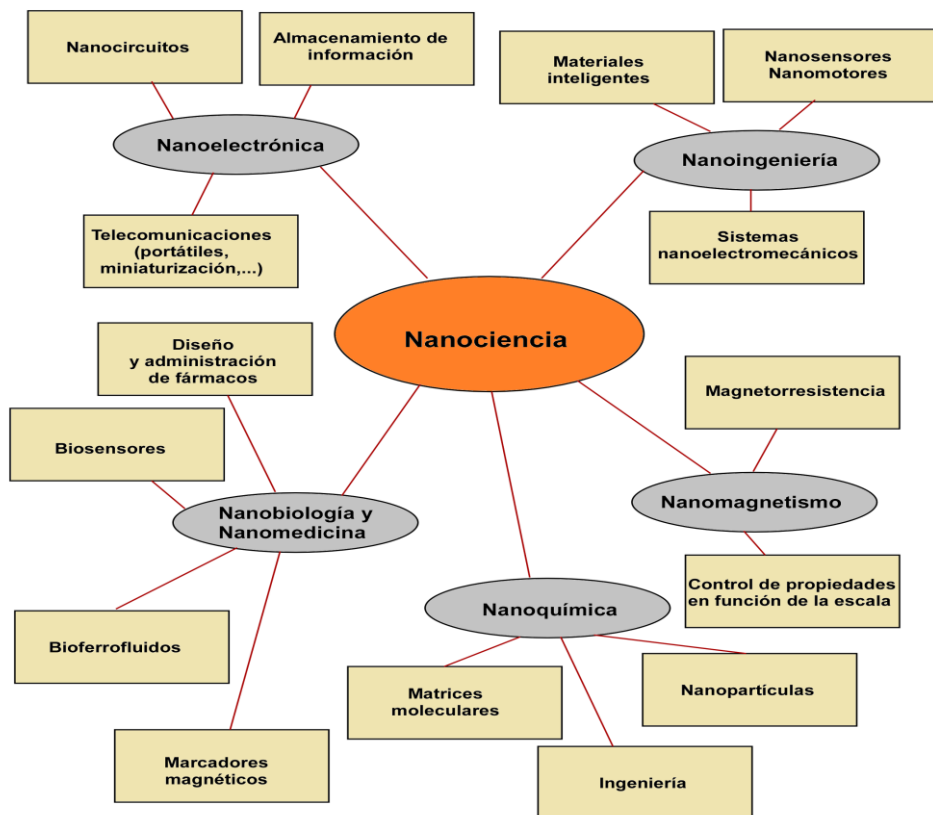 Nanocircuitos
Almacenamiento de
información
Materiales
inteligentes
Nanosensores
Nanomotores
Nanoelectrónica
Nanoingeniería
Telecomunicaciones
(portátiles,
miniaturización,...)
Sistemas
nanoelectromecánicos
Nanociencia
Diseño
y administración
de fármacos
Magnetorresistencia
Biosensores
Nanobiología y
Nanomedicina
Nanomagnetismo
Control de propiedades
en función de la escala
Nanoquímica
Bioferrofluidos
Matrices
moleculares
Nanopartículas
Marcadores
magnéticos
Ingeniería